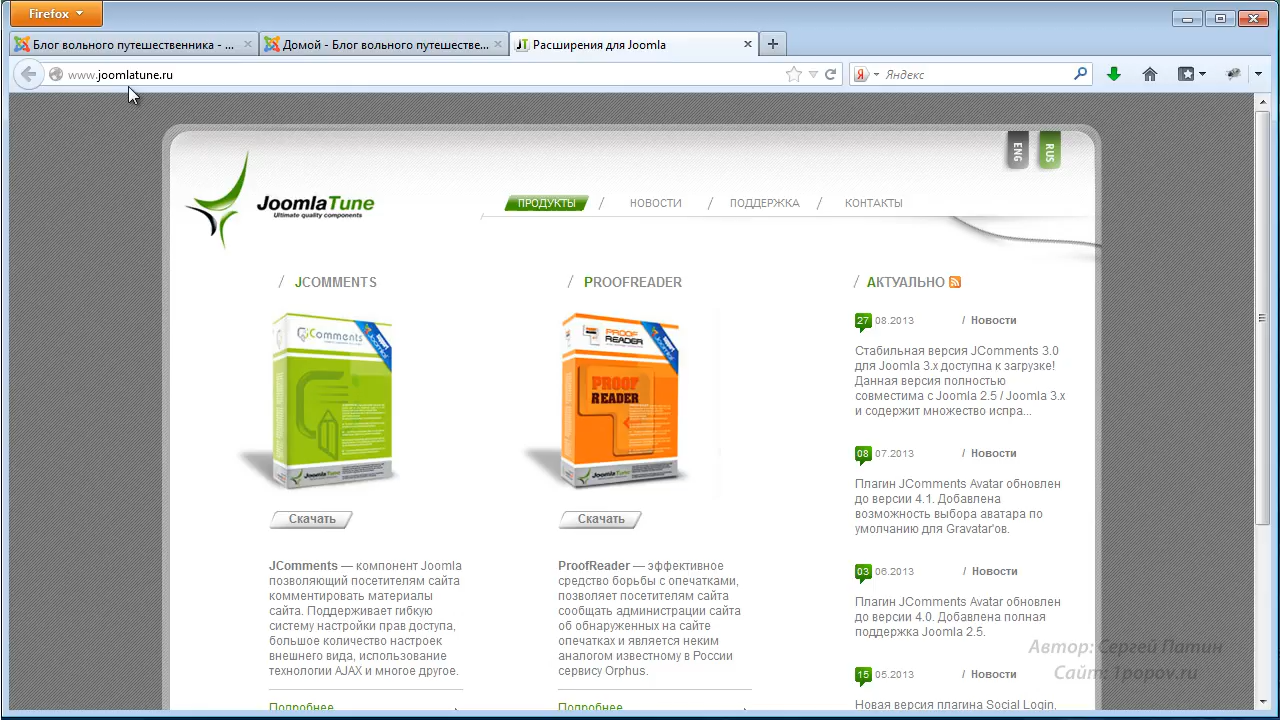 Firefox
Блог вольного путешественника - ...
Домой - Блог вольного путешестве...
Расширения для Joomla
www.joomlatune.ru
Яндекс
ENG
RUS
JoomlaTune
Ultimate quality components
ПРОДУКТЫ
/
НОВОСТИ
/
ПОДДЕРЖКА
/
КОНТАКТЫ
/ JCOMMENTS
/ PROOFREADER
/ АКТУАЛЬНО
jComments
JoomlaTune
PROOF READER
PROOF READER
JoomlaTune
Скачать
Скачать
JComments — компонент Joomla
позволяющий посетителям сайта
комментировать материалы
сайта. Поддерживает гибкую
систему настройки прав доступа,
большое количество настроек
внешнего вида, использование
технологии AJAX и многое другое.
Подробнее
ProofReader — эффективное
средство борьбы с опечатками,
позволяет посетителям сайта
сообщать администрации сайта
об обнаруженных на сайте
опечатках и является неким
аналогом известному в России
сервису Orphus.
Подробнее
27 08.2013 / Новости
Стабильная версия JComments 3.0
для Joomla 3.x доступна к загрузке!
Данная версия полностью
совместима с Joomla 2.5 / Joomla 3.x
и содержит множество испра...
08 07.2013 / Новости
Плагин JComments Avatar обновлен
до версии 4.1. Добавлена
возможность выбора аватара по
умолчанию для Gravatar'ов.
03 06.2013 / Новости
Плагин JComments Avatar обновлен
до версии 4.0. Добавлена полная
поддержка Joomla 2.5.
15 05.2013 / Новости
Новая версия плагина Social Login,
Автор: Сергей Патин
Сайт: 1popov.ru